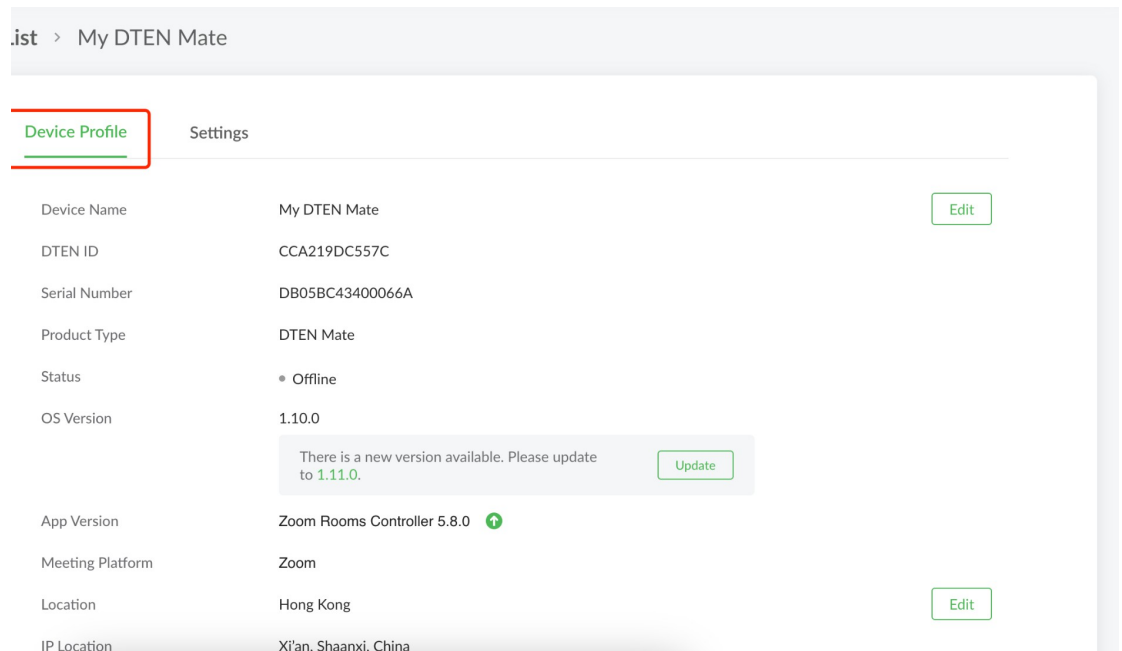 List > My DTEN Mate
Device Profile Settings
Device Name My DTEN Mate Edit
DTEN ID CCA219DC557C
Serial Number DB05BC43400066A
Product Type DTEN Mate
Status Offline
OS Version 1.10.0
There is a new version available. Please update
to 1.11.0.
Update
App Version Zoom Rooms Controller 5.8.0
Meeting Platform Zoom
Location Hong Kong Edit
IP Location Xi'an, Shaanxi, China